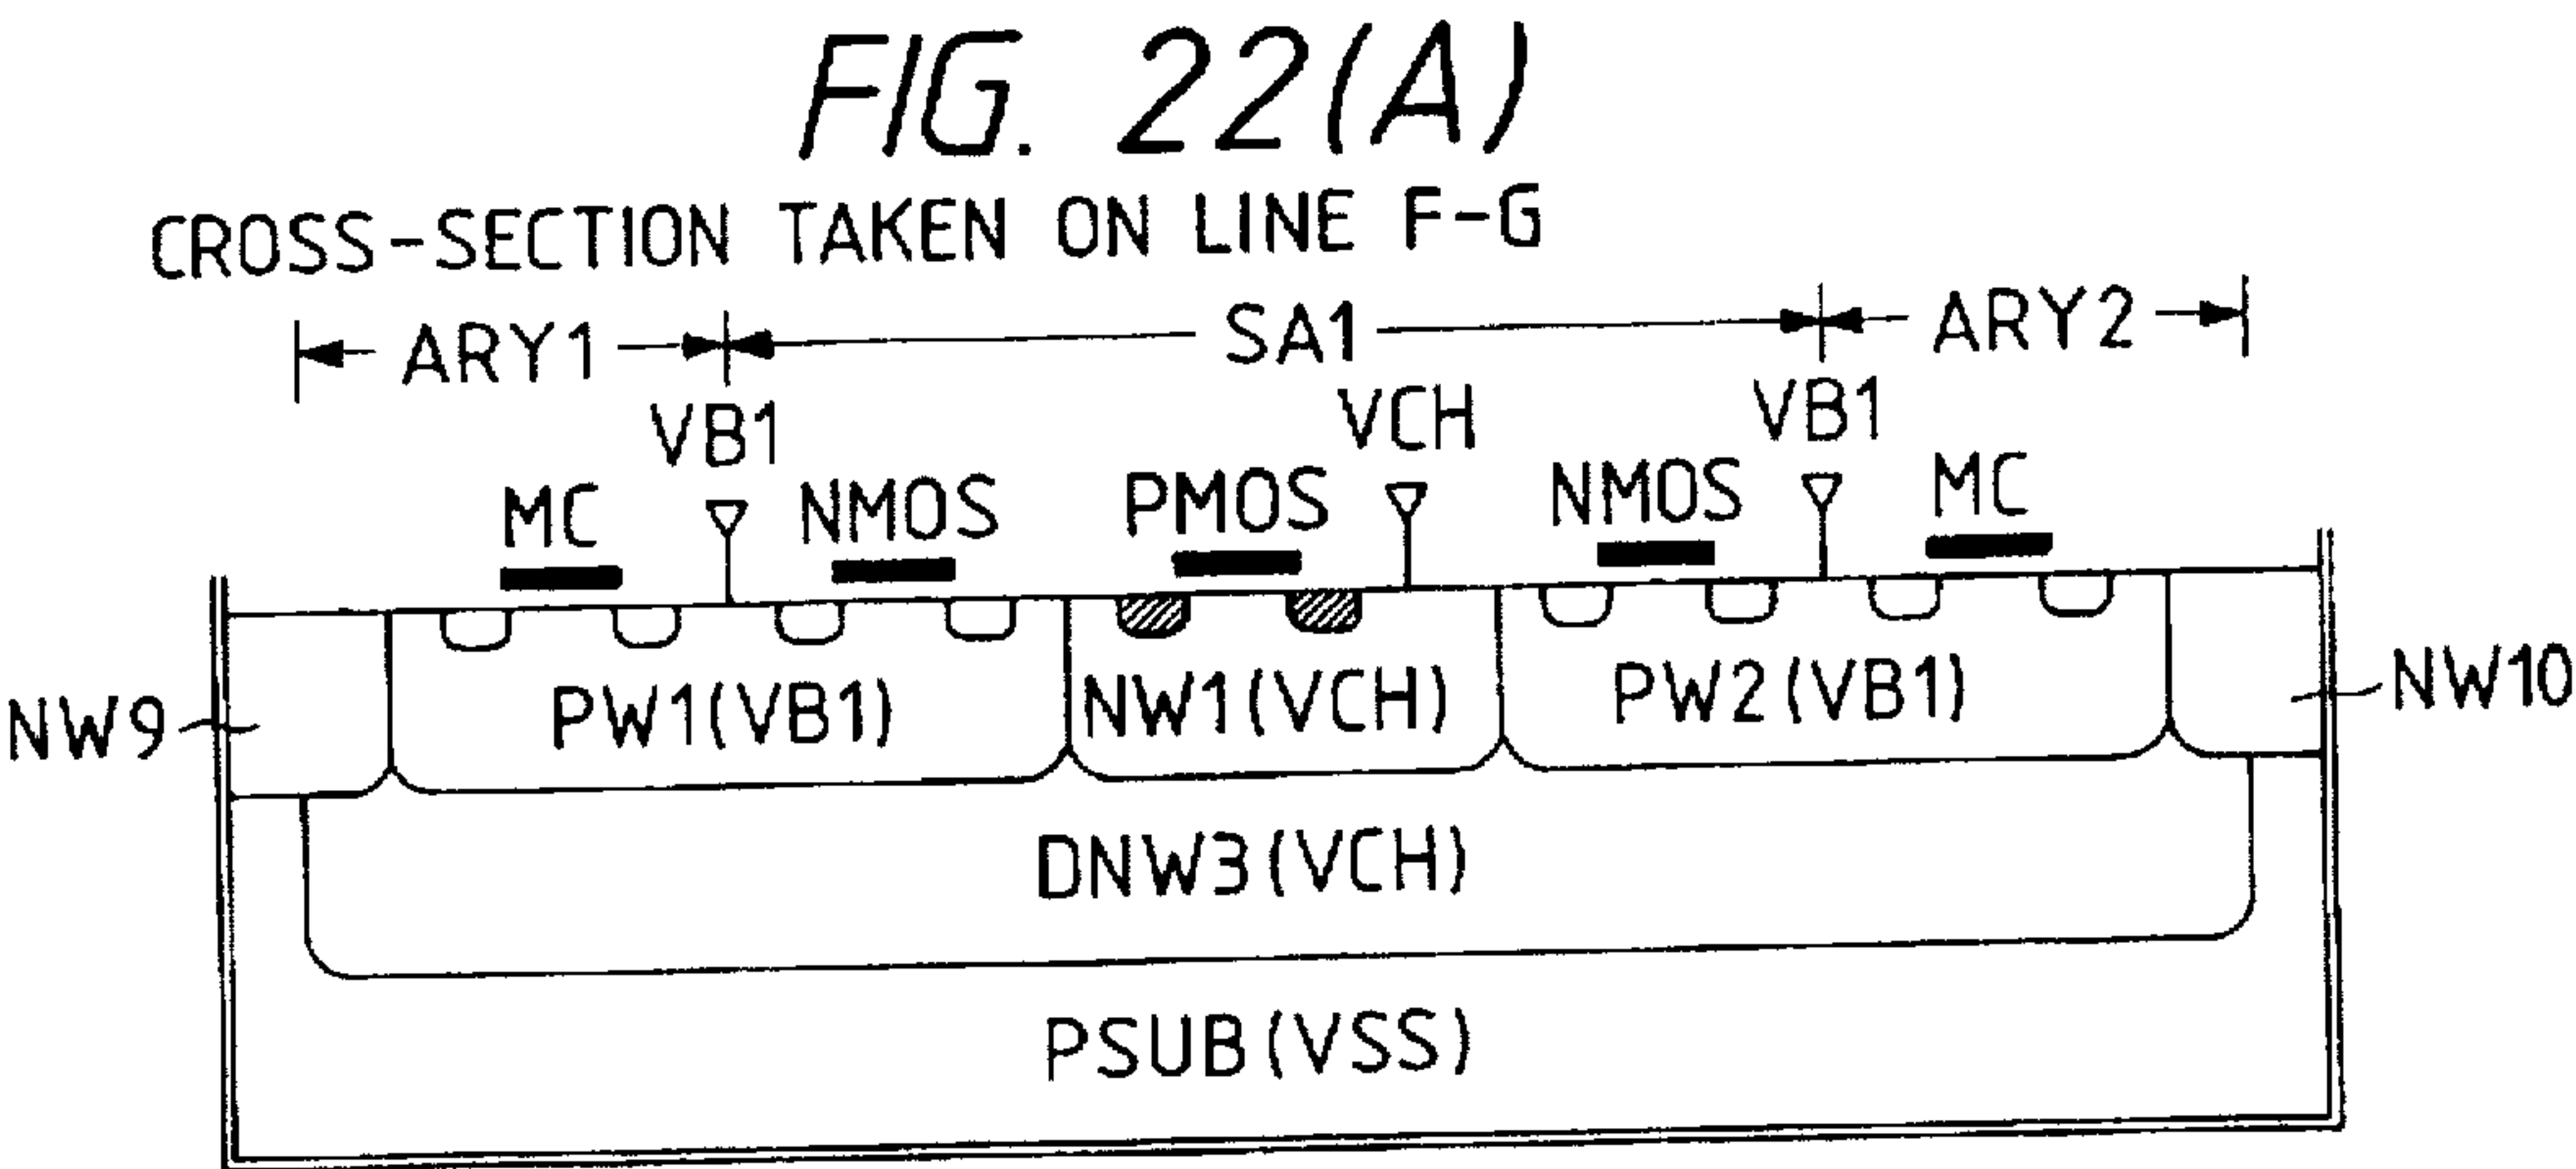 FIG. 22(A)
CROSS-SECTION TAKEN ON LINE F-G
ARY1 SA1 ARY2
VB1 VCH VB1
MC NMOS PMOS NMOS MC
NW9 PW1(VB1) NW1(VCH) PW2(VB1) NW10
DNW3(VCH)
PSUB(VSS)